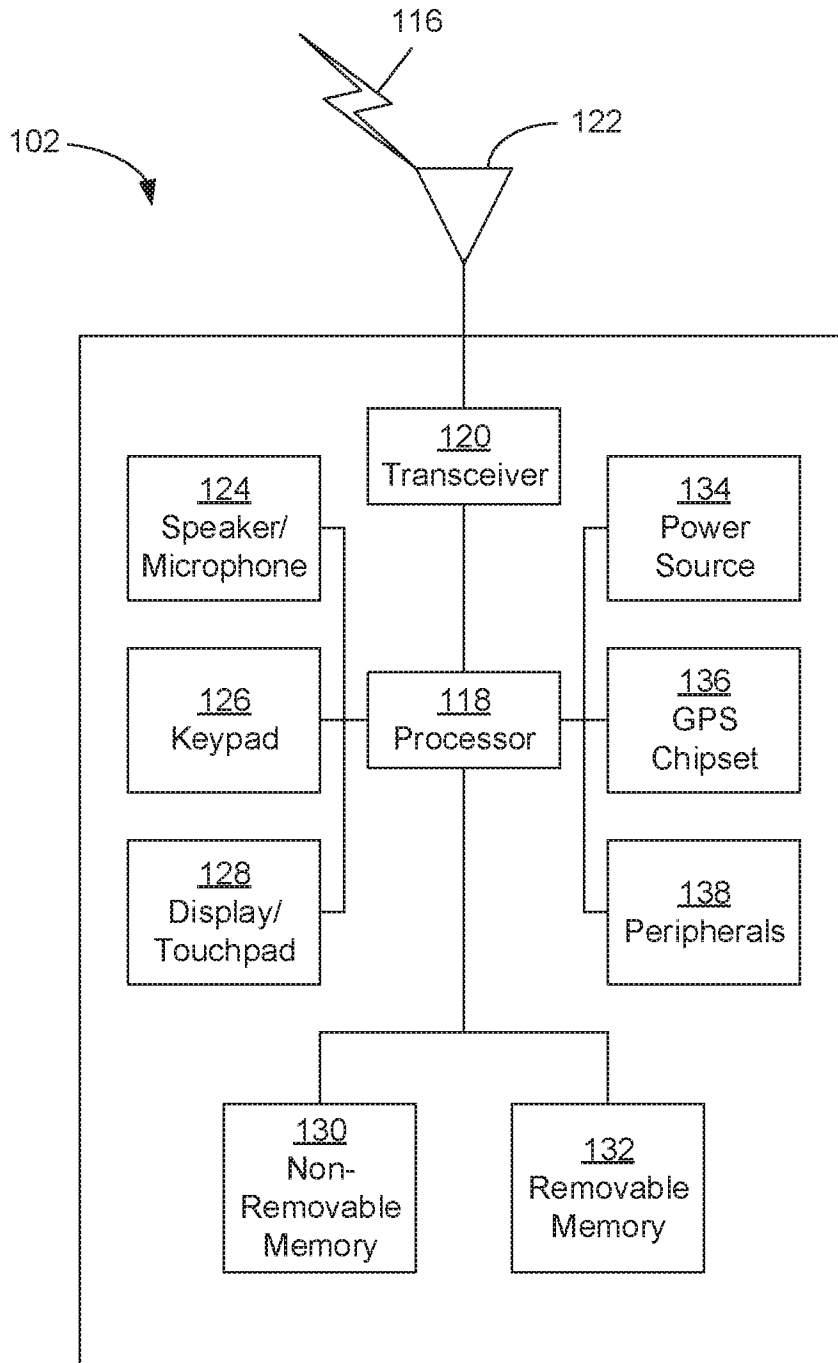 116
122
102
120
Transceiver
124
Speaker/
Microphone
134
Power
Source
126
Keypad
118
Processor
136
GPS
Chipset
128
Display/
Touchpad
138
Peripherals
130
Non-
Removable
Memory
132
Removable
Memory